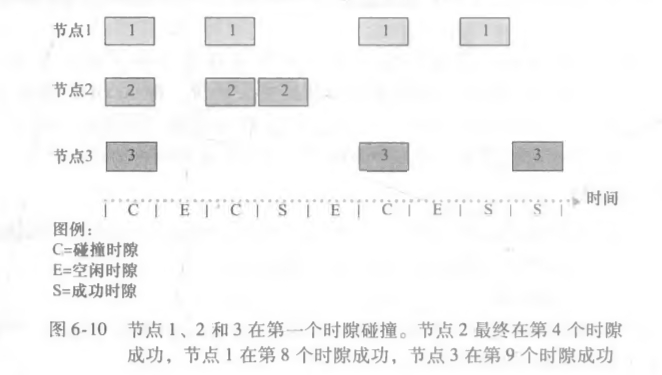 节点1 1 1 1 1
节点2 2 2 2
节点3 3 3 3
| C | E | C | S | E | C | E | S | S | 时间
图例：
C=碰撞时隙
E=空闲时隙
S=成功时隙
图 6-10 节点 1、2 和 3 在第一个时隙碰撞。节点 2 最终在第 4 个时隙
成功，节点 1 在第 8 个时隙成功，节点 3 在第 9 个时隙成功